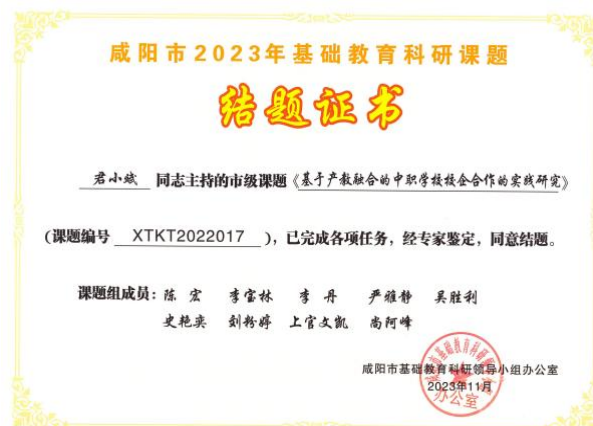 咸阳市2023年基础教育科研课题
结题证书
君小斌 同志主持的市级课题《基于产教融合的中职学校校企合作的实践研究》
(课题编号 XTKT2022017 ),已完成各项任务,经专家鉴定,同意结题。
课题组成员:陈宏 李宝林 李丹 严雅静 吴胜利
史艳奕 刘粉婷 上官文凯 尚阿峰
咸阳市基础教育科研领导小组办公室
2023年11月
办公室